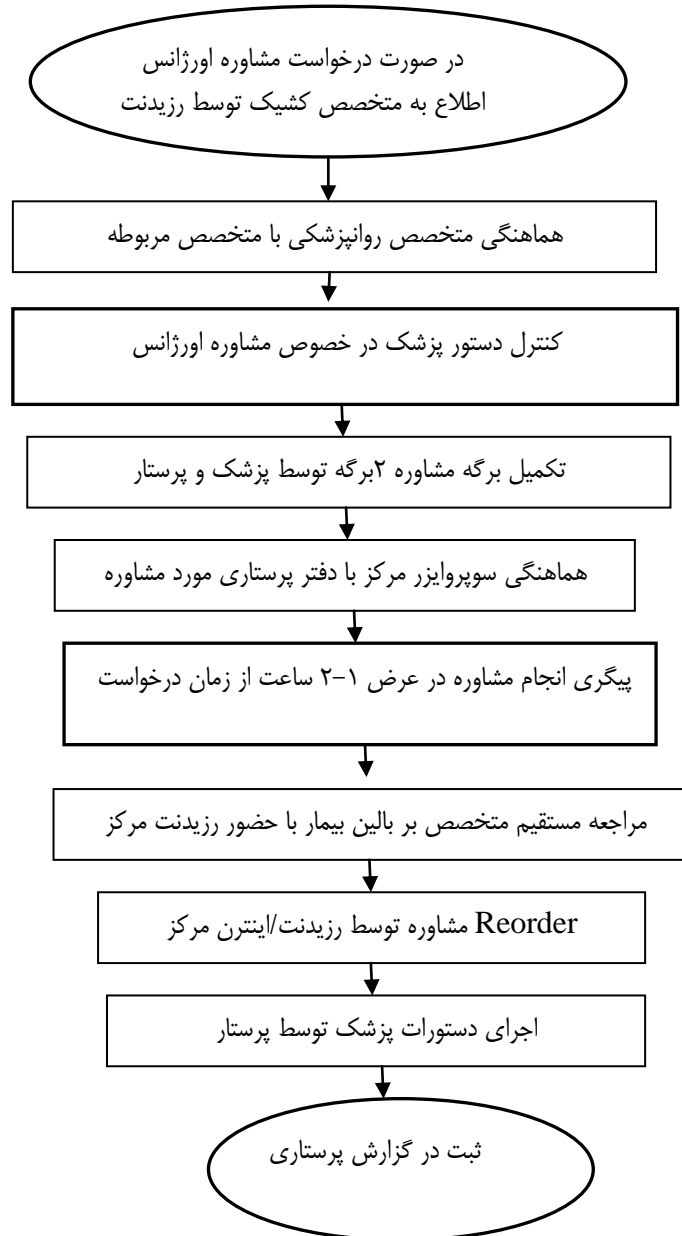 در صورت درخواست مشاوره اورژانس
اطلاع به متخصص کشیک توسط رزیدنت
هماهنگی متخصص روانپزشکی با متخصص مربوطه
کنترل دستور پزشک در خصوص مشاوره اورژانس
تکمیل برگه مشاوره ۲برگه توسط پزشک و پرستار
هماهنگی سوپروایزر مرکز با دفتر پرستاری مورد مشاوره
پیگری انجام مشاوره در عرض ۱-۲ ساعت از زمان درخواست
مراجعه مستقیم متخصص بر بالین بیمار با حضور رزیدنت مرکز
Reorder مشاوره توسط رزیدنت/اینترن مرکز
اجرای دستورات پزشک توسط پرستار
ثبت در گزارش پرستاری